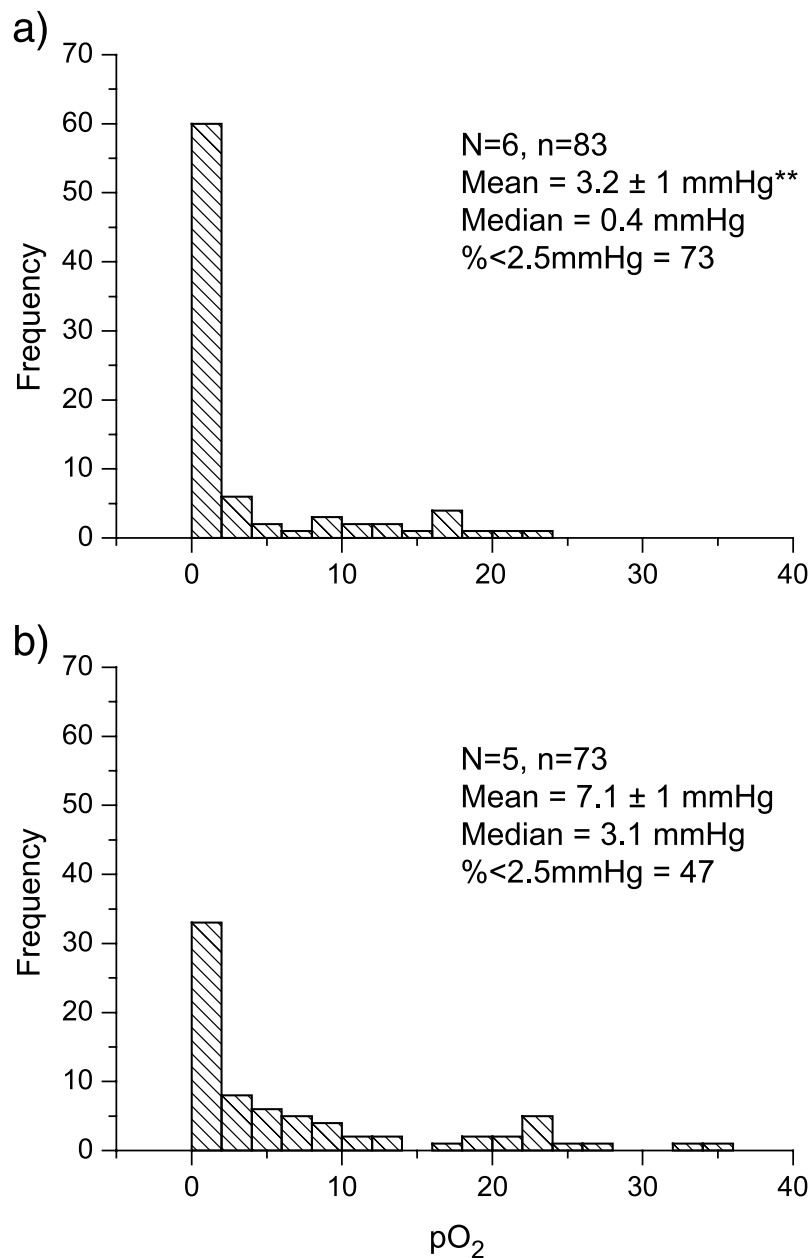 a)
70
60
50
40
30
20
10
0
Frequency
N=6, n=83
Mean = 3.2 ± 1 mmHg**
Median = 0.4 mmHg
%<2.5mmHg = 73
0 10 20 30 40
b)
70
60
50
40
30
20
10
0
Frequency
N=5, n=73
Mean = 7.1 ± 1 mmHg
Median = 3.1 mmHg
%<2.5mmHg = 47
0 10 20 30 40
pO₂